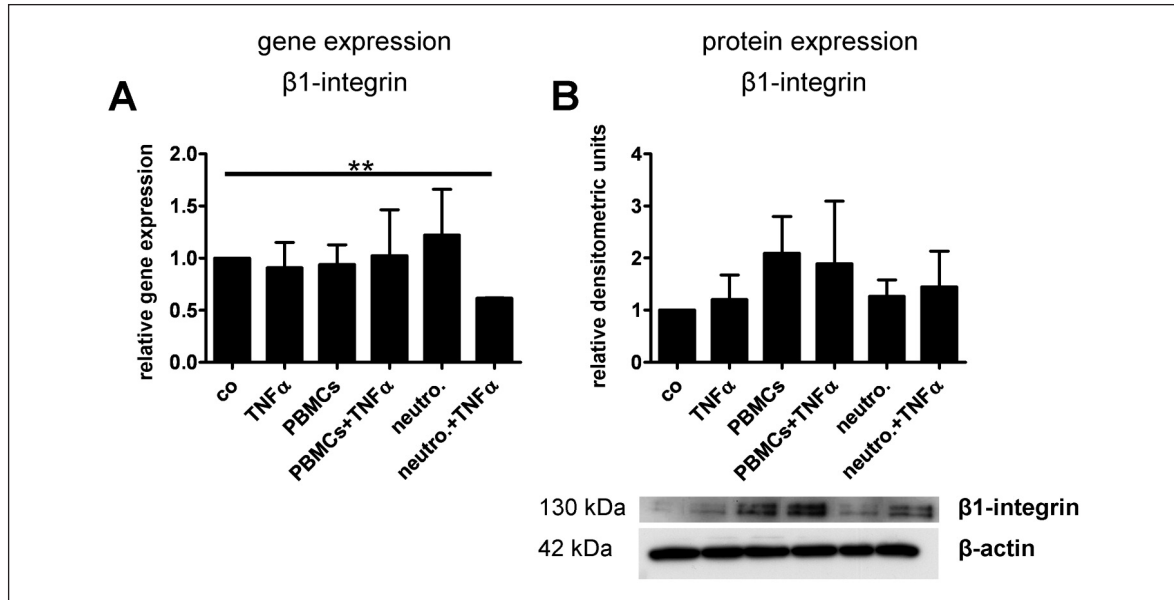 gene expression
β1-integrin
A
**
relative gene expression
2.0
1.5
1.0
0.5
0.0
co
TNFα
PBMCs
PBMCs+TNFα
neutro.
neutro.+TNFα
protein expression
β1-integrin
B
relative densitometric units
4
3
2
1
0
co
TNFα
PBMCs
PBMCs+TNFα
neutro.
neutro.+TNFα
130 kDa
β1-integrin
42 kDa
β-actin